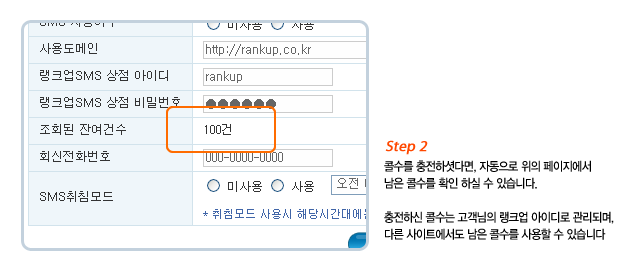 미사용 사용
사용도메인 http://rankup.co.kr
랭크업SMS 상점 아이디 rankup
랭크업SMS 상점 비밀번호 ●●●●●●
조회된 잔여건수 100건
회신전화번호 000-0000-0000
SMS취침모드 미사용 사용 오전
* 취침모드 사용시 해당시간대에는
Step 2
콜수를 충전하셧다면, 자동으로 위의 페이지에서
남은 콜수를 확인 하실 수 있습니다.
충전하신 콜수는 고객님의 랭크업 아이디로 관리되며,
다른 사이트에서도 남은 콜수를 사용할 수 있습니다